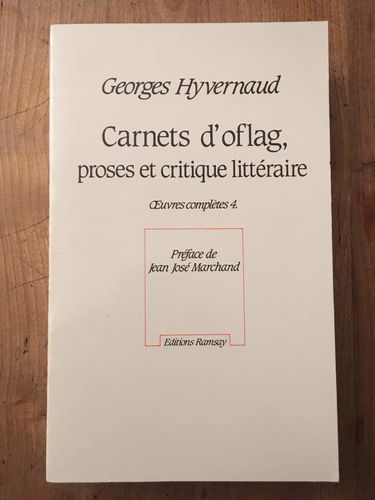 Georges Hyvernaud
Carnets d'oflag,
proses et critique littéraire
Œuvres complètes 4.
Préface de
Jean José Marchand
Editions Ramsay